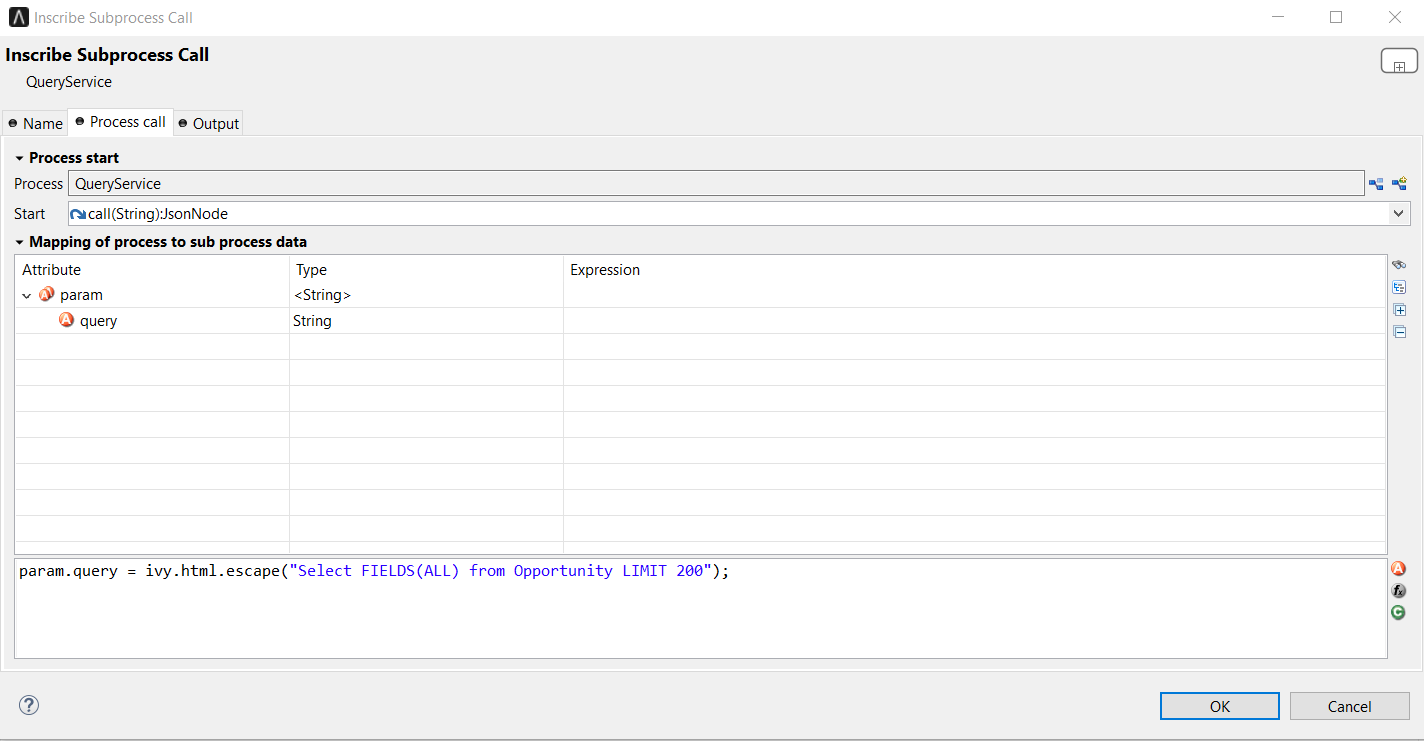 Inscribe Subprocess Call
Inscribe Subprocess Call
QueryService
Name Process call Output
Process start
Process QueryService
Start call(String):JsonNode
Mapping of process to sub process data
Attribute Type Expression
param <String>
query String
param.query = ivy.html.escape("Select FIELDS(ALL) from Opportunity LIMIT 200");
OK Cancel